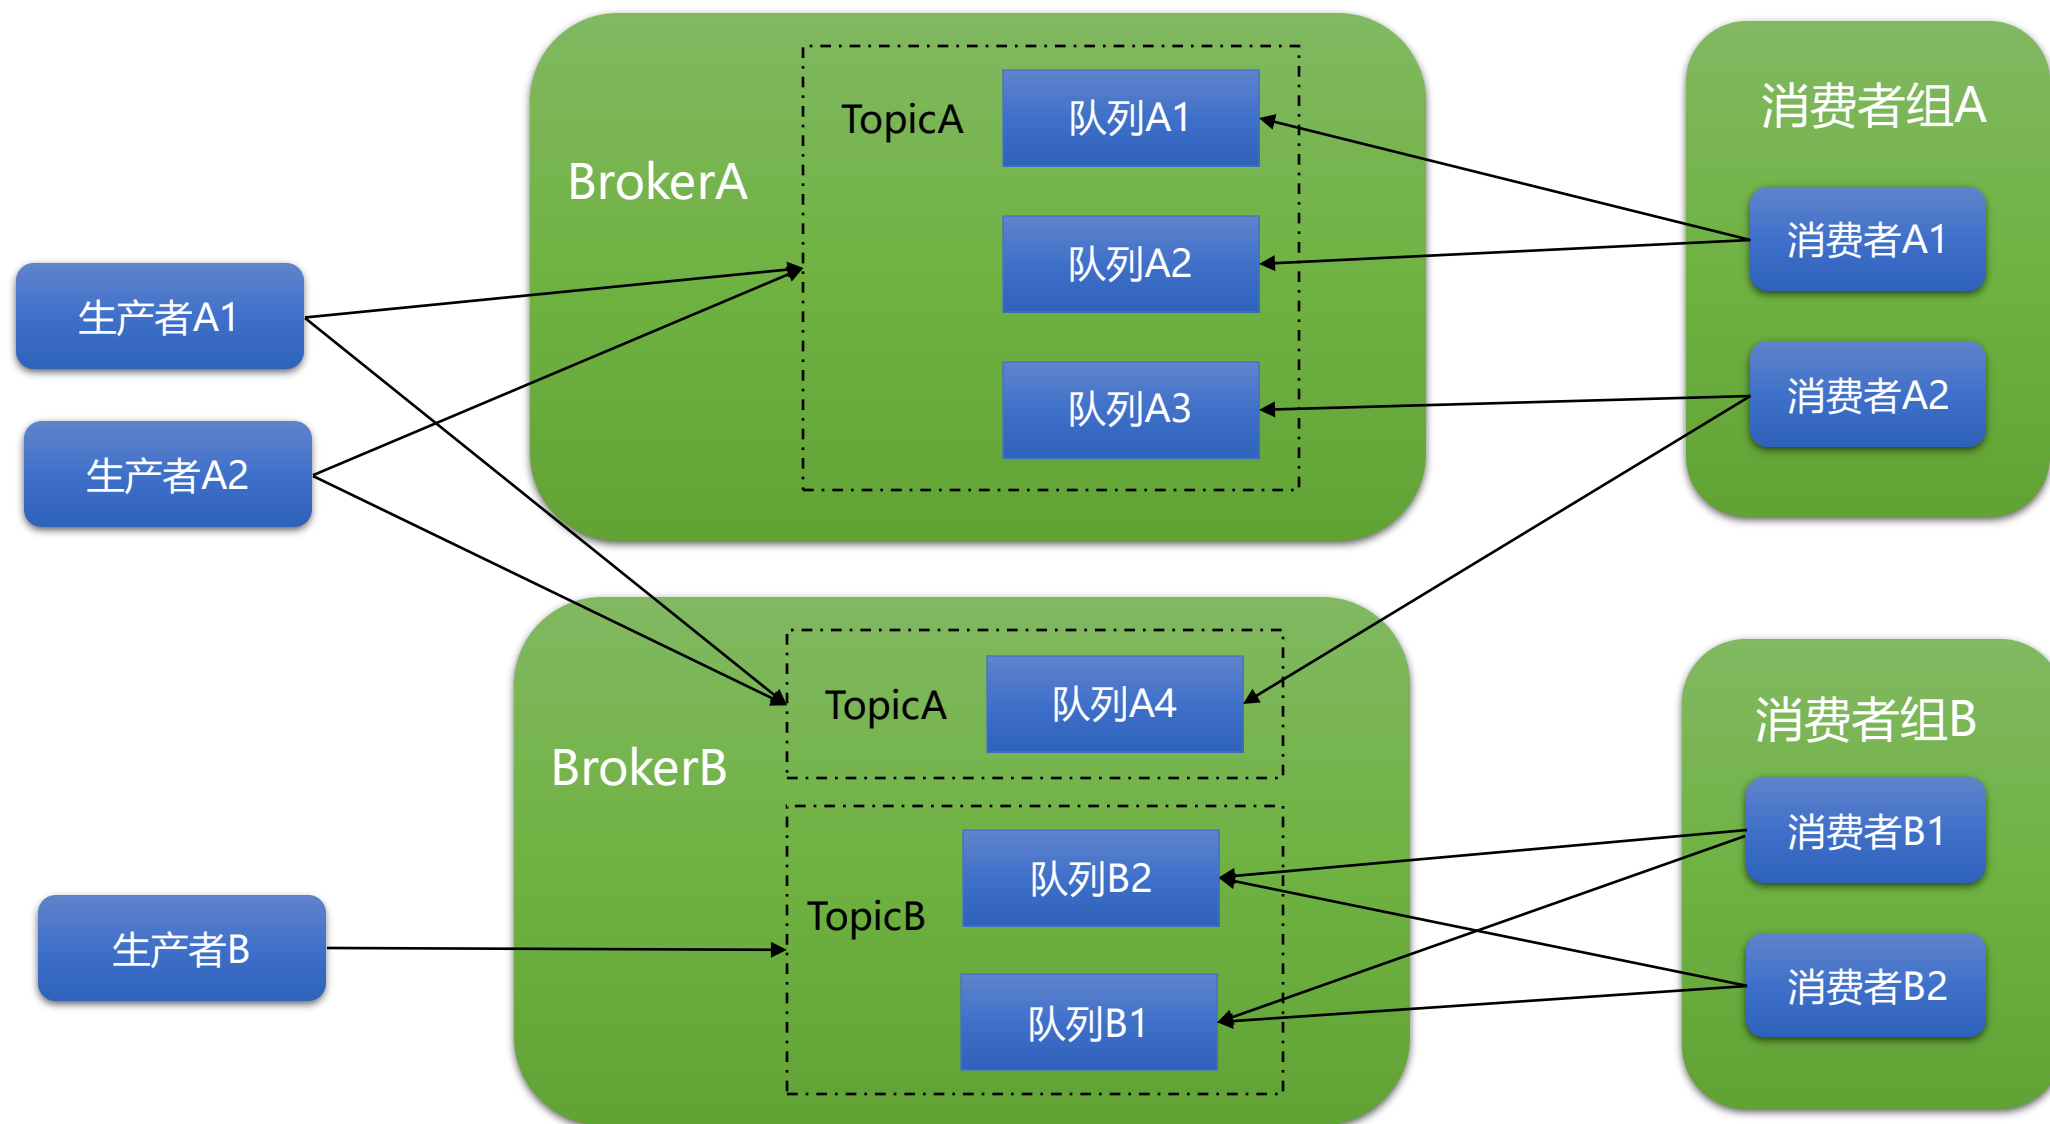 生产者A1
生产者A2
生产者B
BrokerA
TopicA
队列A1
队列A2
队列A3
BrokerB
TopicA
队列A4
TopicB
队列B2
队列B1
消费者组A
消费者A1
消费者A2
消费者组B
消费者B1
消费者B2